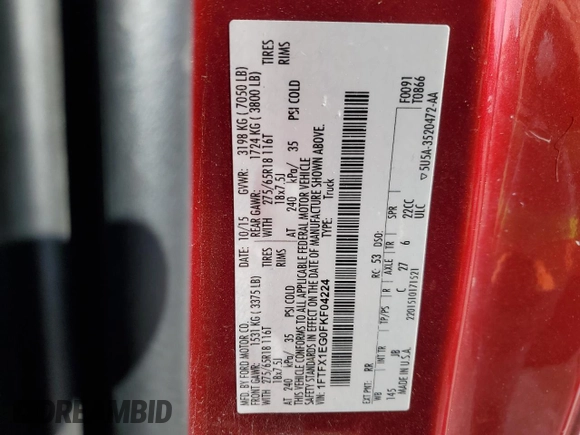 MFD. BY FORD MOTOR CO.
DATE: 10/15 GVWR: 3198 KG ( 7050 LB)
FRONT GAWR: 1531 KG ( 3375 LB) REAR GAWR: 1724 KG ( 3800 LB)
275/65R18 116T TIRES WITH 275/65R18 116T TIRES
18x7.5J RIMS 18x7.5J RIMS
AT 240 kPa/ 35 PSI COLD AT 240 kPa/ 35 PSI COLD
THIS VEHICLE CONFORMS TO ALL APPLICABLE FEDERAL MOTOR VEHICLE
SAFETY STANDARDS IN EFFECT ON THE DATE OF MANUFACTURE SHOWN ABOVE.
VIN: 1FTFX1EG0FKF04224 TYPE: Truck
F0091
T0866
EXT PNT: RR RC: 53 DSO:
WB INT TR TP/PS R AXLE TR SPR
145 JB C 27 6 22CC
MADE IN U.S.A. ULC
2201510171521
▽5U5A-3520472-AA